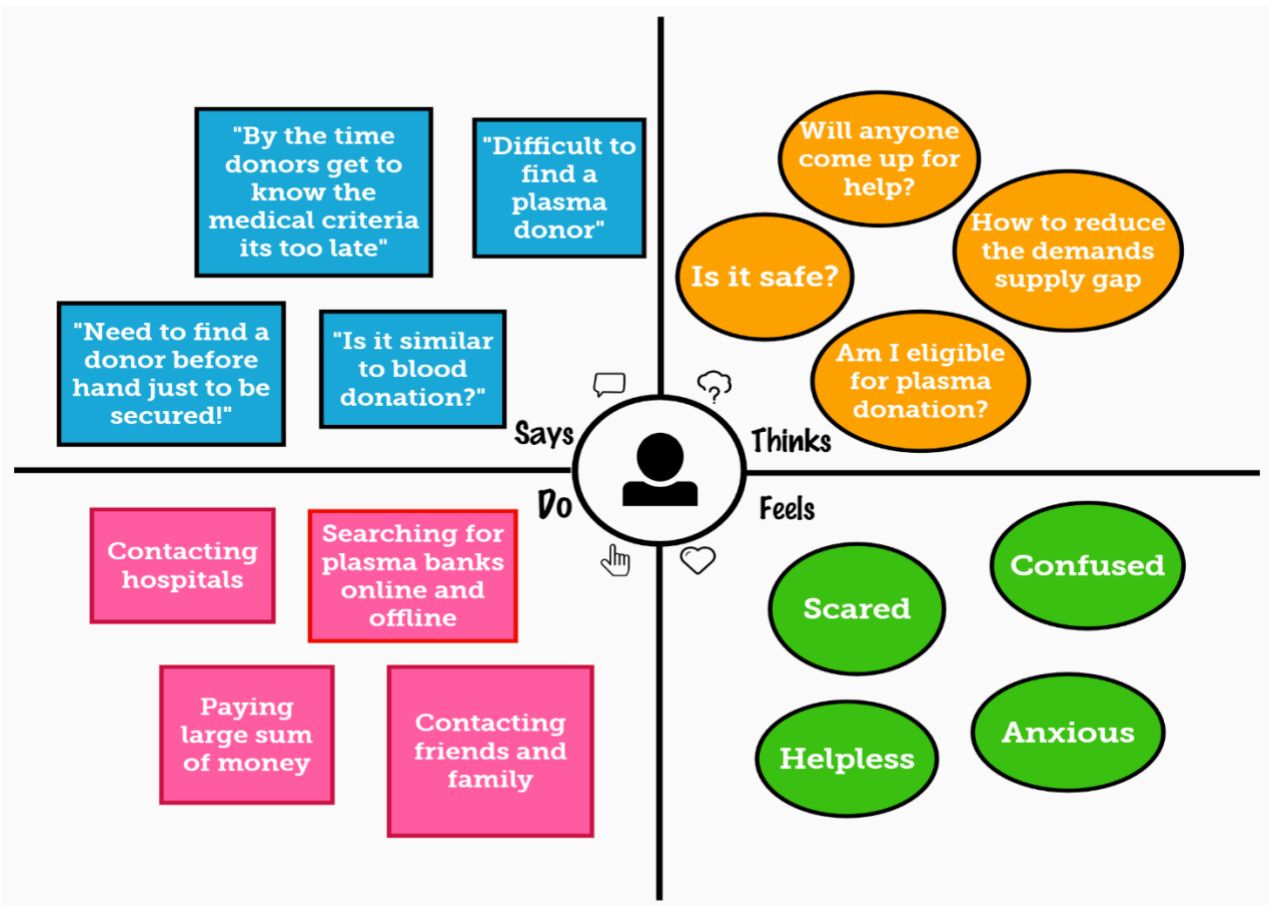 "By the time
donors get to
know the
medical criteria
its too late"
"Difficult to
find a
plasma
donor"
"Need to find a
donor before
hand just to be
secured!"
"Is it similar
to blood
donation?"
Says
Will anyone
come up for
help?
How to reduce
the demands
supply gap
Is it safe?
Am I eligible
for plasma
donation?
Thinks
Do
Contacting
hospitals
Searching for
plasma banks
online and
offline
Paying
large sum
of money
Contacting
friends and
family
Feels
Confused
Scared
Anxious
Helpless